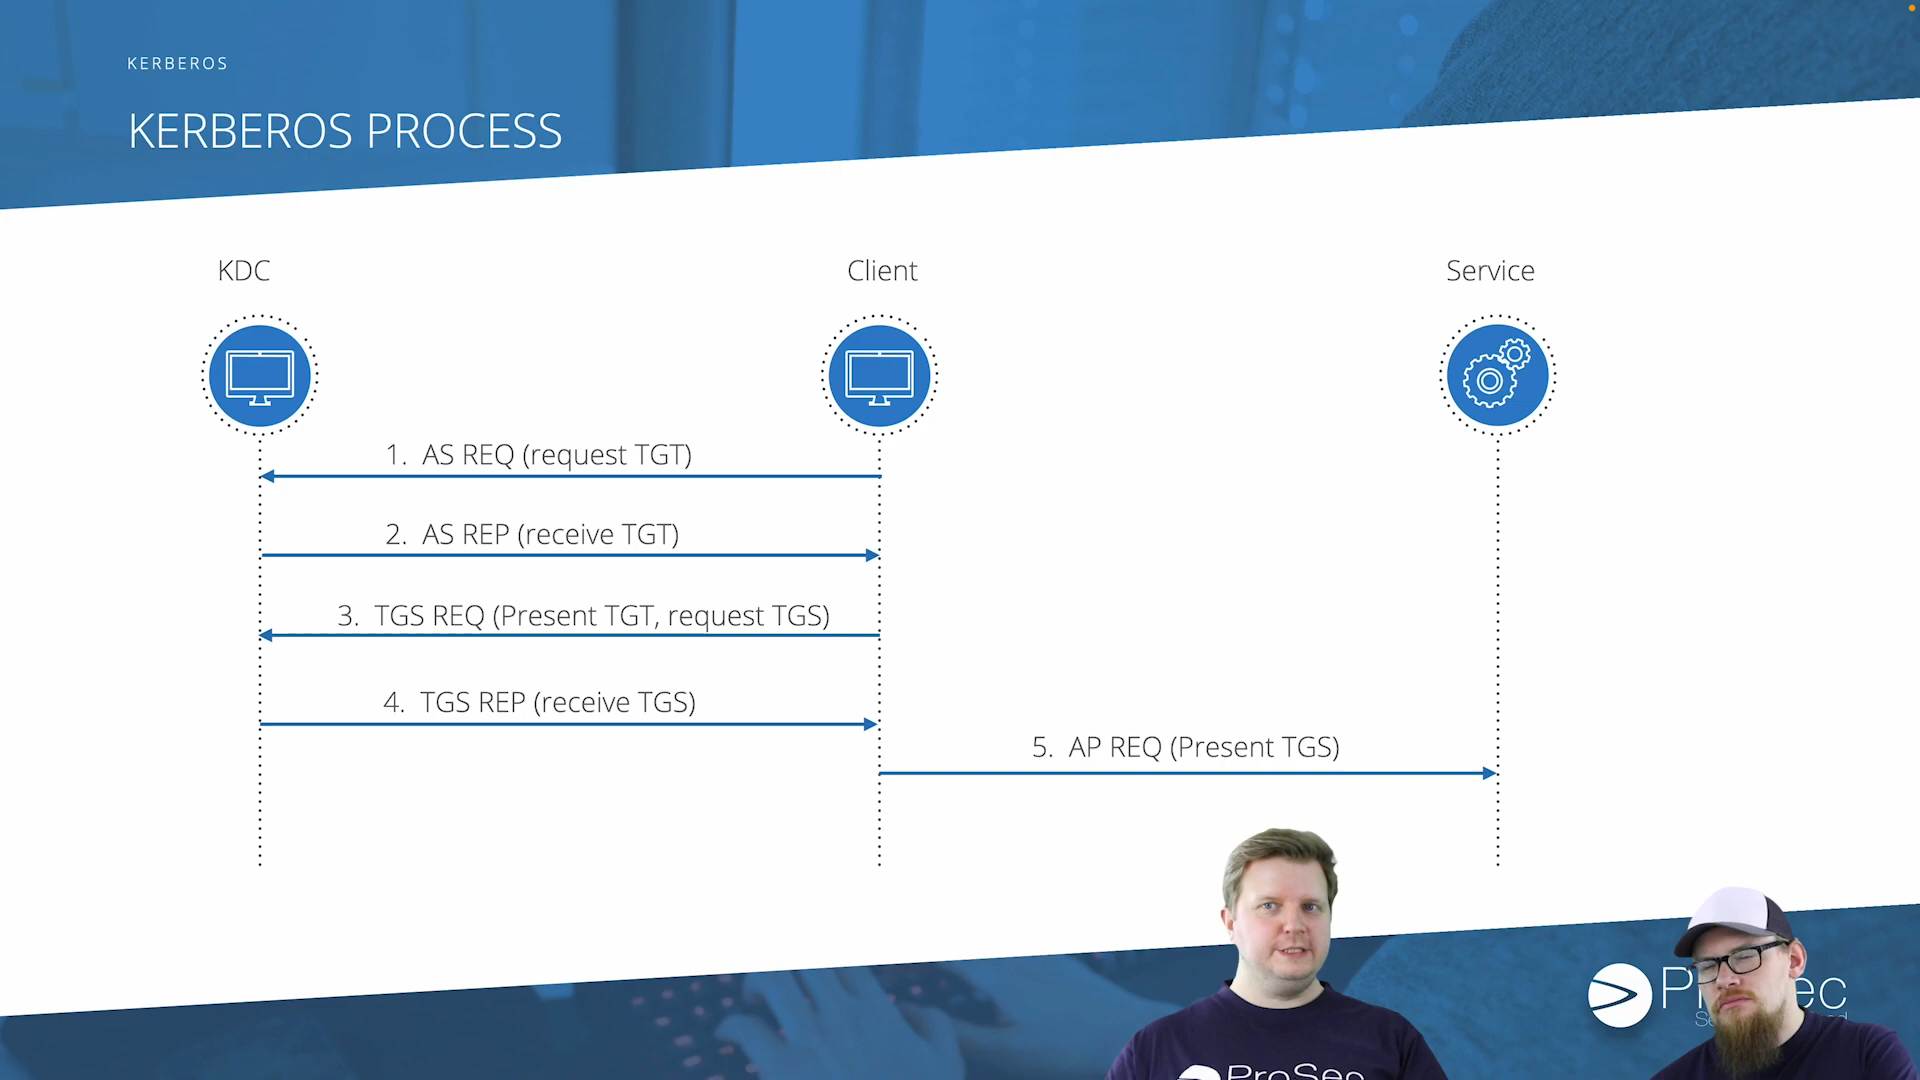 KERBEROS
KERBEROS PROCESS
KDC
Client
Service
1. AS REQ (request TGT)
2. AS REP (receive TGT)
3. TGS REQ (Present TGT, request TGS)
4. TGS REP (receive TGS)
5. AP REQ (Present TGS)
ProSec